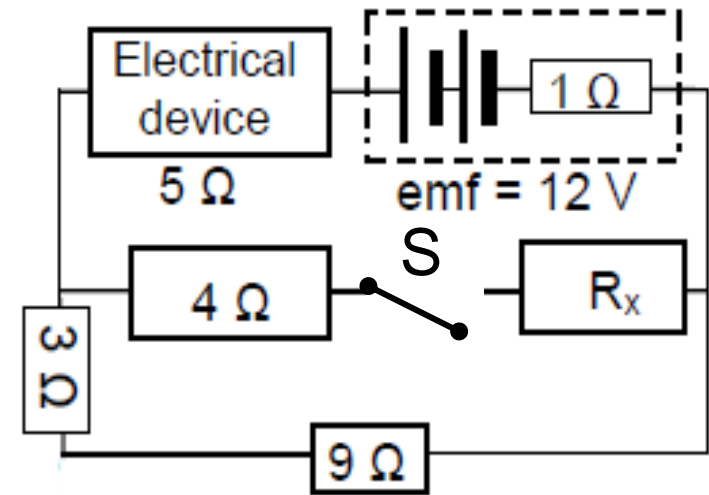 Electrical
device
1 Ω
5 Ω
emf = 12 V
S
4 Ω
Rₓ
3 Ω
9 Ω